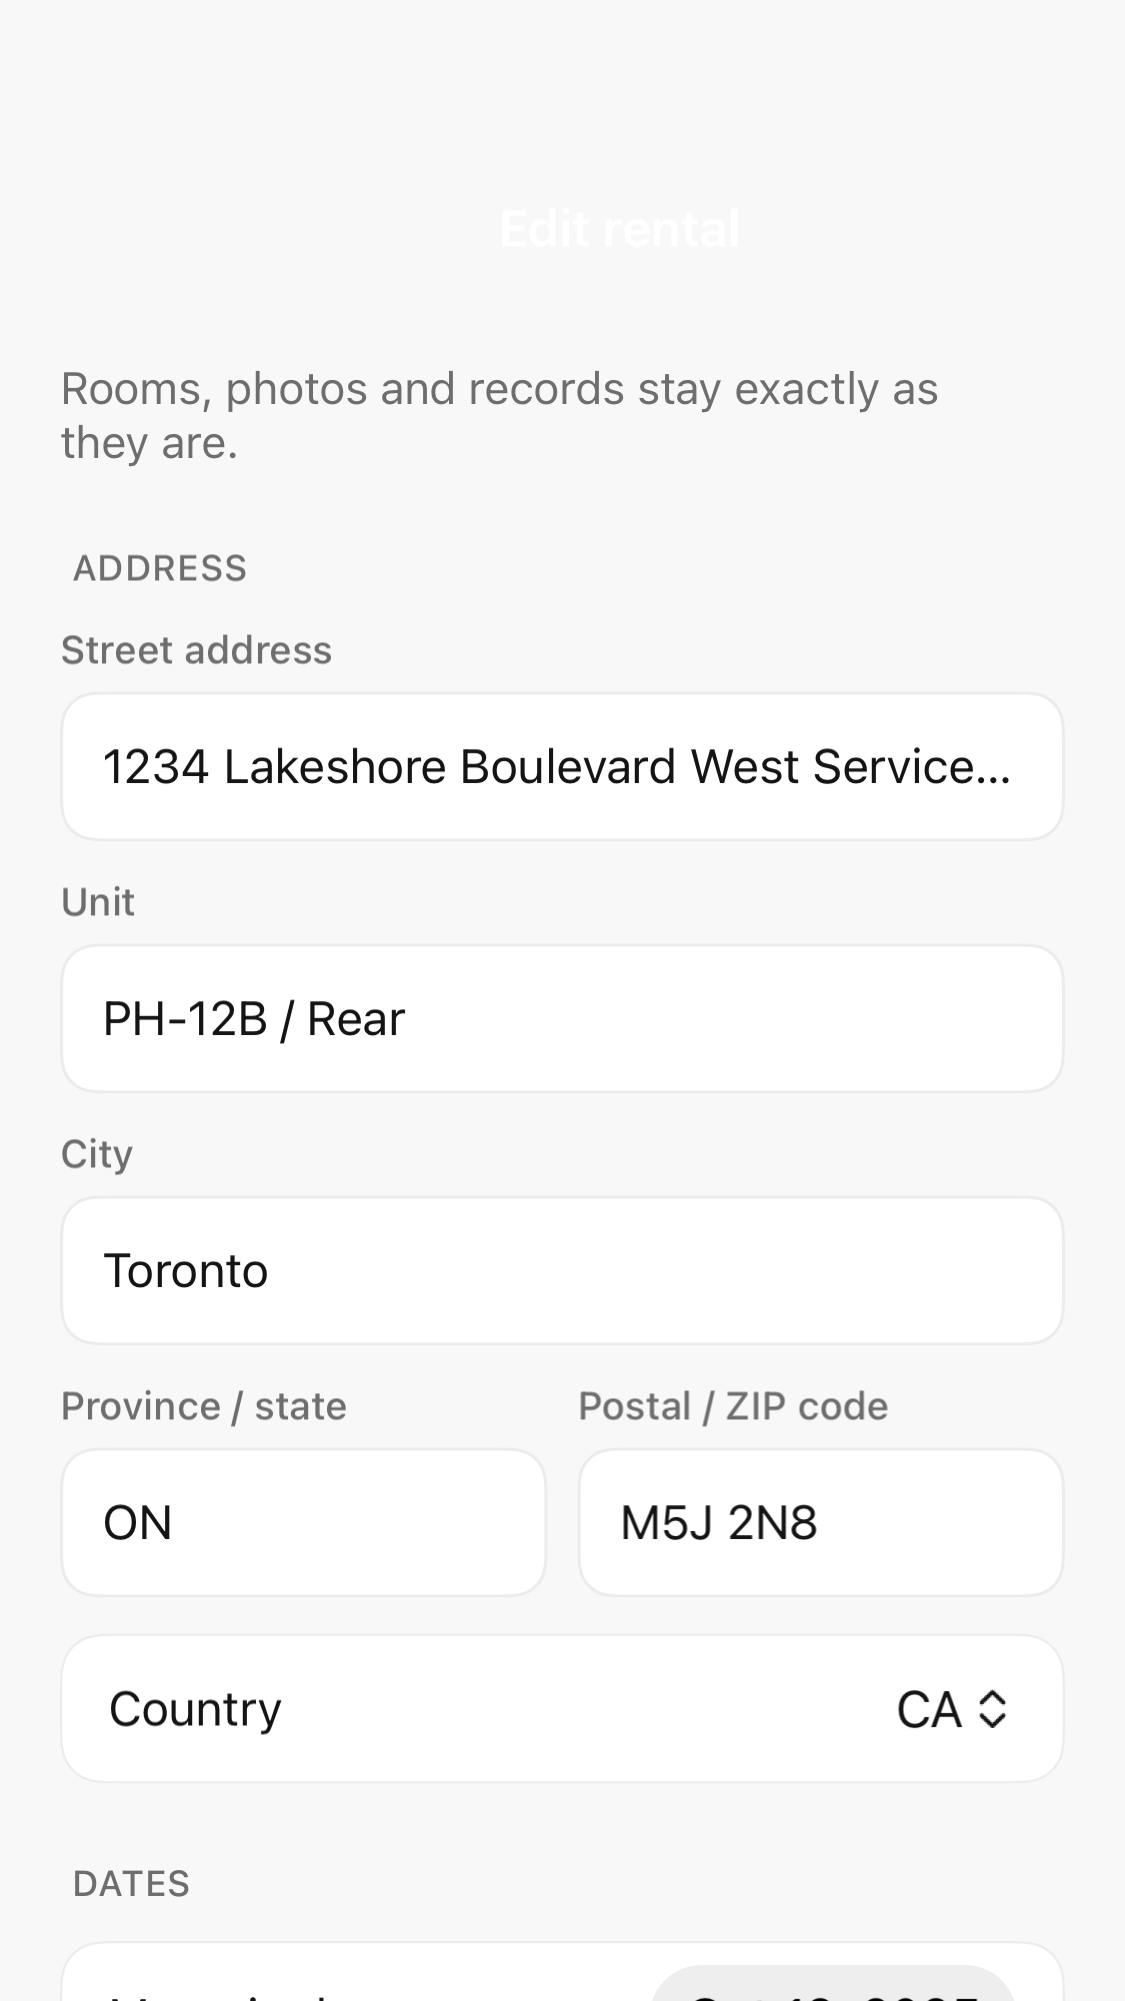 Edit rental
Rooms, photos and records stay exactly as
they are.
ADDRESS
Street address
1234 Lakeshore Boulevard West Service...
Unit
PH-12B / Rear
City
Toronto
Province / state
Postal / ZIP code
ON
M5J 2N8
Country
CA
DATES